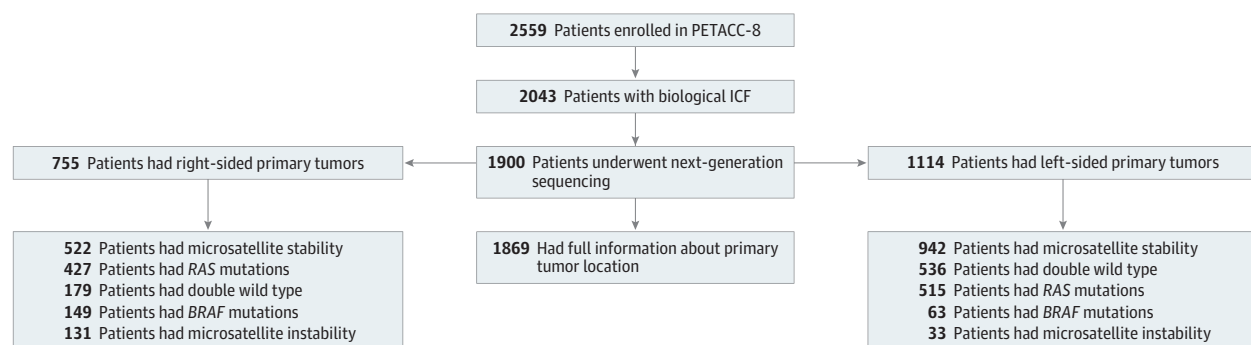 2559 Patients enrolled in PETACC-8
2043 Patients with biological ICF
755 Patients had right-sided primary tumors
1900 Patients underwent next-generation
sequencing
1114 Patients had left-sided primary tumors
522 Patients had microsatellite stability
427 Patients had RAS mutations
179 Patients had double wild type
149 Patients had BRAF mutations
131 Patients had microsatellite instability
1869 Had full information about primary
tumor location
942 Patients had microsatellite stability
536 Patients had double wild type
515 Patients had RAS mutations
63 Patients had BRAF mutations
33 Patients had microsatellite instability